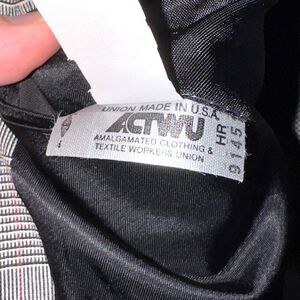 UNION MADE IN U.S.A.
ACTWU
AMALGAMATED CLOTHING &
TEXTILE WORKERS UNION
HR
9145